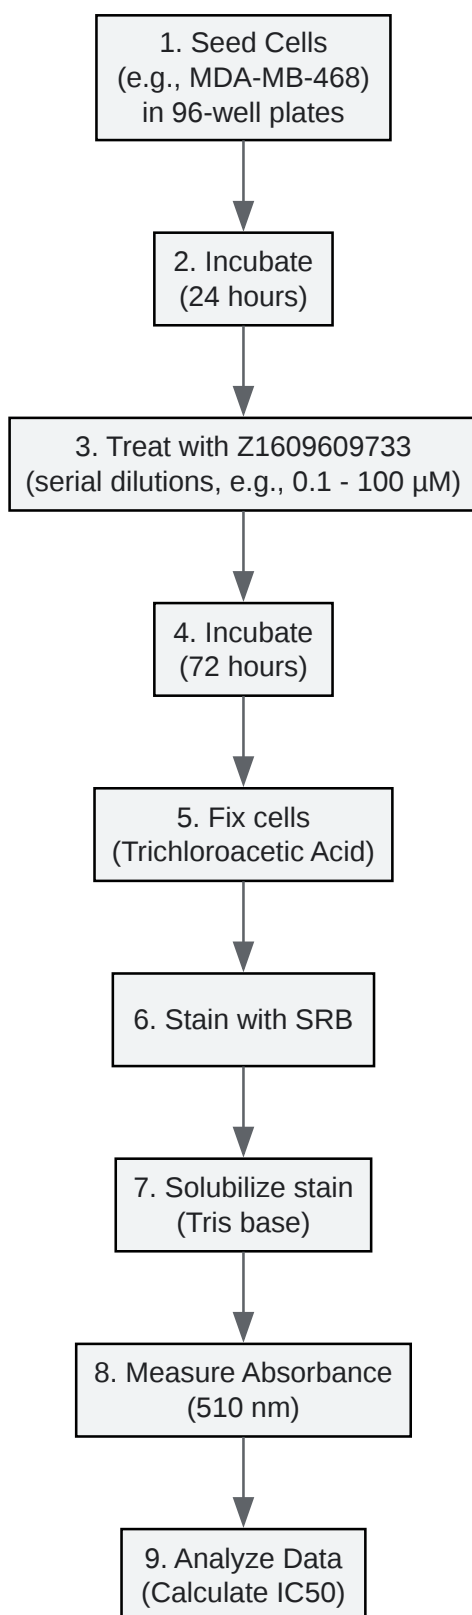 1. Seed Cells
(e.g., MDA-MB-468)
in 96-well plates
2. Incubate
(24 hours)
3. Treat with Z1609609733
(serial dilutions, e.g., 0.1 - 100 µM)
4. Incubate
(72 hours)
5. Fix cells
(Trichloroacetic Acid)
6. Stain with SRB
7. Solubilize stain
(Tris base)
8. Measure Absorbance
(510 nm)
9. Analyze Data
(Calculate IC50)